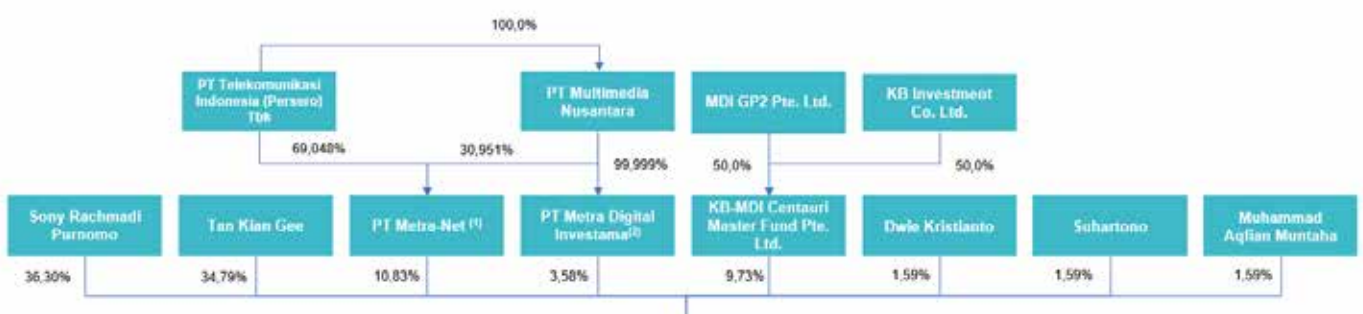 100,0%
PT Telekomunikasi
Indonesia (Persero)
Tbk
PT Multimedia
Nusantara
MDI GP2 Pte. Ltd.
KB Investment
Co. Ltd.
69,048%
30,951%
99,999%
50,0%
50,0%
Sony Rachmadi
Purnomo
Tan Kian Gee
PT Metra-Net (1)
PT Metra Digital
Investama(2)
KB-MDI Centauri
Master Fund Pte.
Ltd.
Dwie Kristianto
Suhartono
Muhammad
Aqlian Muntaha
36,30%
34,79%
10,83%
3,58%
9,73%
1,59%
1,59%
1,59%